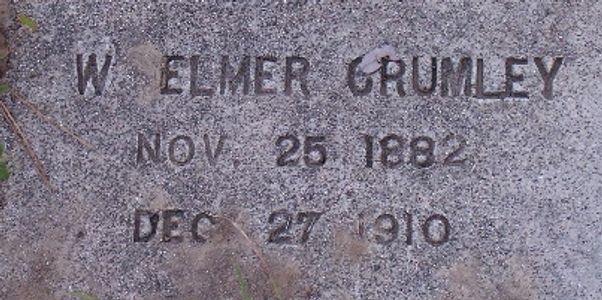 W ELMER CRUMLEY
NOV. 25 1882
DEC 27 1910